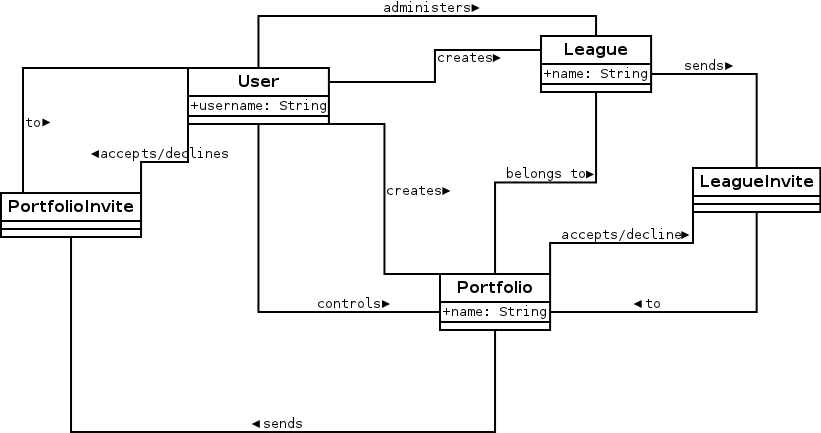 administers►
League
creates►
+name: String
sends►
User
+username: String
to►
◄accepts/declines
belongs to►
LeagueInvite
creates►
PortfolioInvite
accepts/decline►
Portfolio
controls►
+name: String
◄to
◄sends